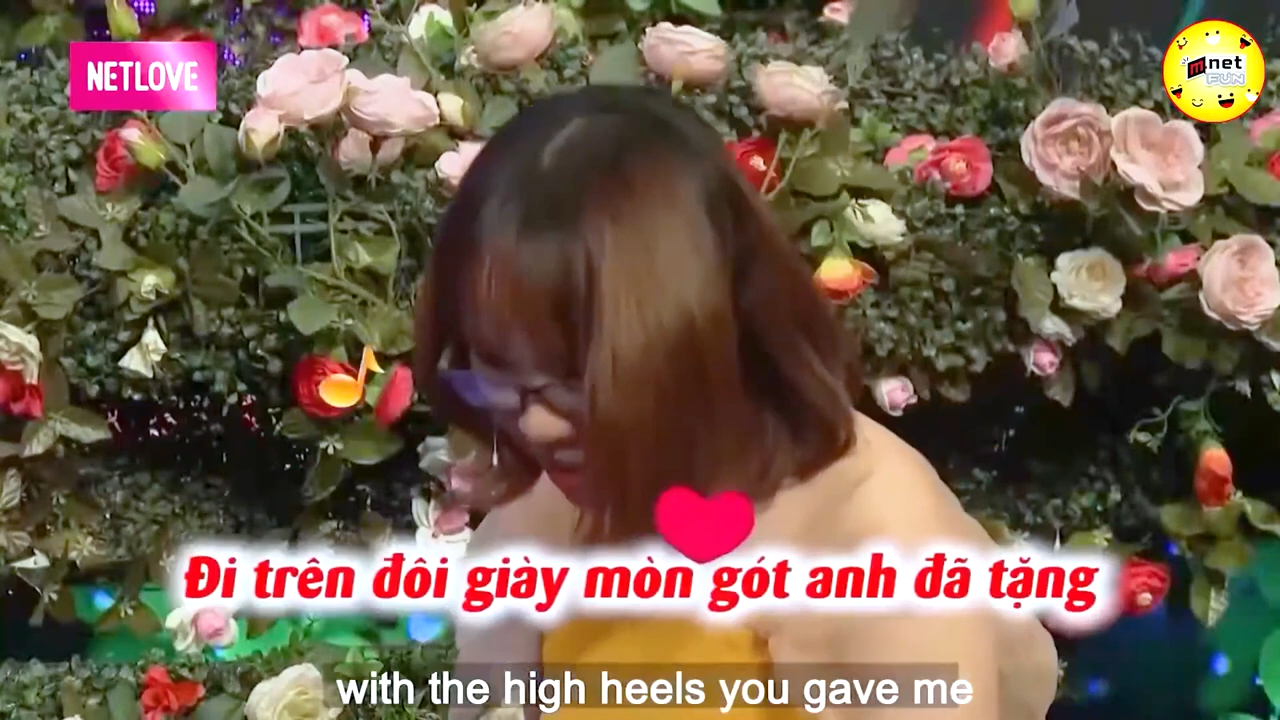 NETLOVE
m.net
FUN
Đi trên đôi giày mòn gót anh đã tặng
with the high heels you gave me